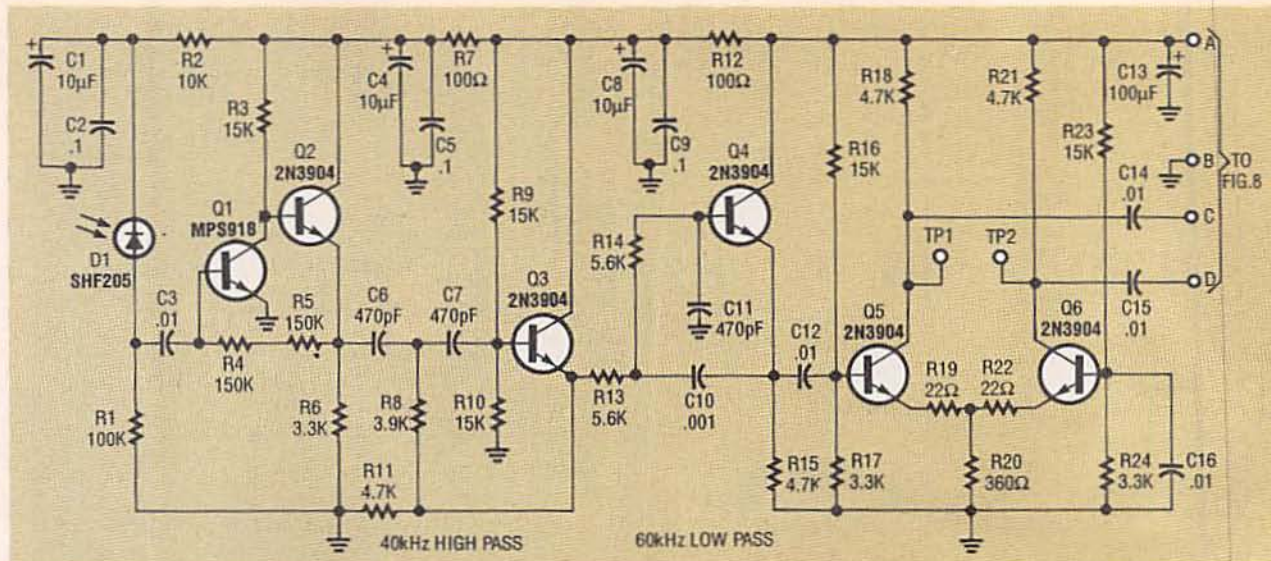 C1
10µF
C2
.1
R2
10K
R3
15K
Q2
2N3904
Q1
MPS918
D1
SHF205
C3
.01
R4
150K
R5
150K
R1
100K
R6
3.3K
C4
10µF
C5
.1
R7
100Ω
C6
470pF
C7
470pF
R8
3.9K
R9
15K
R10
15K
R11
4.7K
Q3
2N3904
40kHz HIGH PASS
C8
10µF
C9
.1
R12
100Ω
Q4
2N3904
R14
5.6K
C11
470pF
R13
5.6K
C10
.001
C12
.01
R15
4.7K
60kHz LOW PASS
R16
15K
R17
3.3K
R18
4.7K
R21
4.7K
TP1
TP2
Q5
2N3904
Q6
2N3904
R19
22Ω
R22
22Ω
R20
360Ω
R23
15K
R24
3.3K
C16
.01
C13
100µF
C14
.01
C15
.01
A
B
C
D
TO
FIG.8